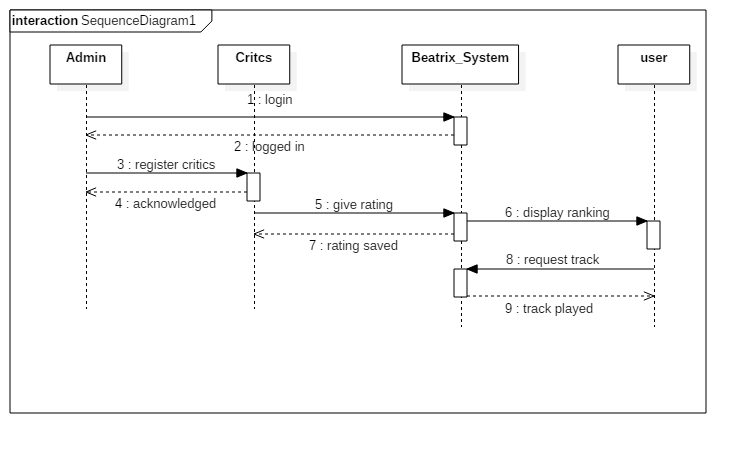 interaction SequenceDiagram1
Admin
Critcs
Beatrix_System
user
1 : login
2 : logged in
3 : register critics
4 : acknowledged
5 : give rating
6 : display ranking
7 : rating saved
8 : request track
9 : track played